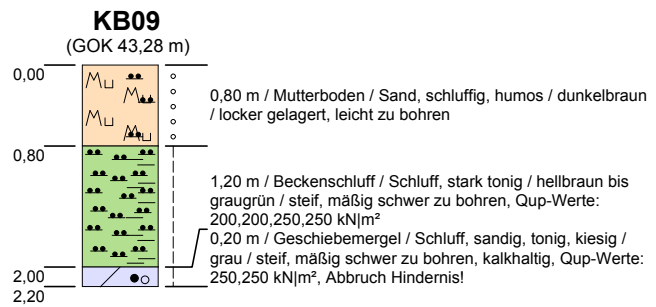 KB09
(GOK 43,28 m)
0,00
0,80 m / Mutterboden / Sand, schluffig, humos / dunkelbraun
/ locker gelagert, leicht zu bohren
0,80
1,20 m / Beckenschluff / Schluff, stark tonig / hellbraun bis
graugrün / steif, mäßig schwer zu bohren, Qup-Werte:
200,200,250,250 kN|m²
0,20 m / Geschiebemergel / Schluff, sandig, tonig, kiesig /
grau / steif, mäßig schwer zu bohren, kalkhaltig, Qup-Werte:
250,250 kN|m², Abbruch Hindernis!
2,00
2,20